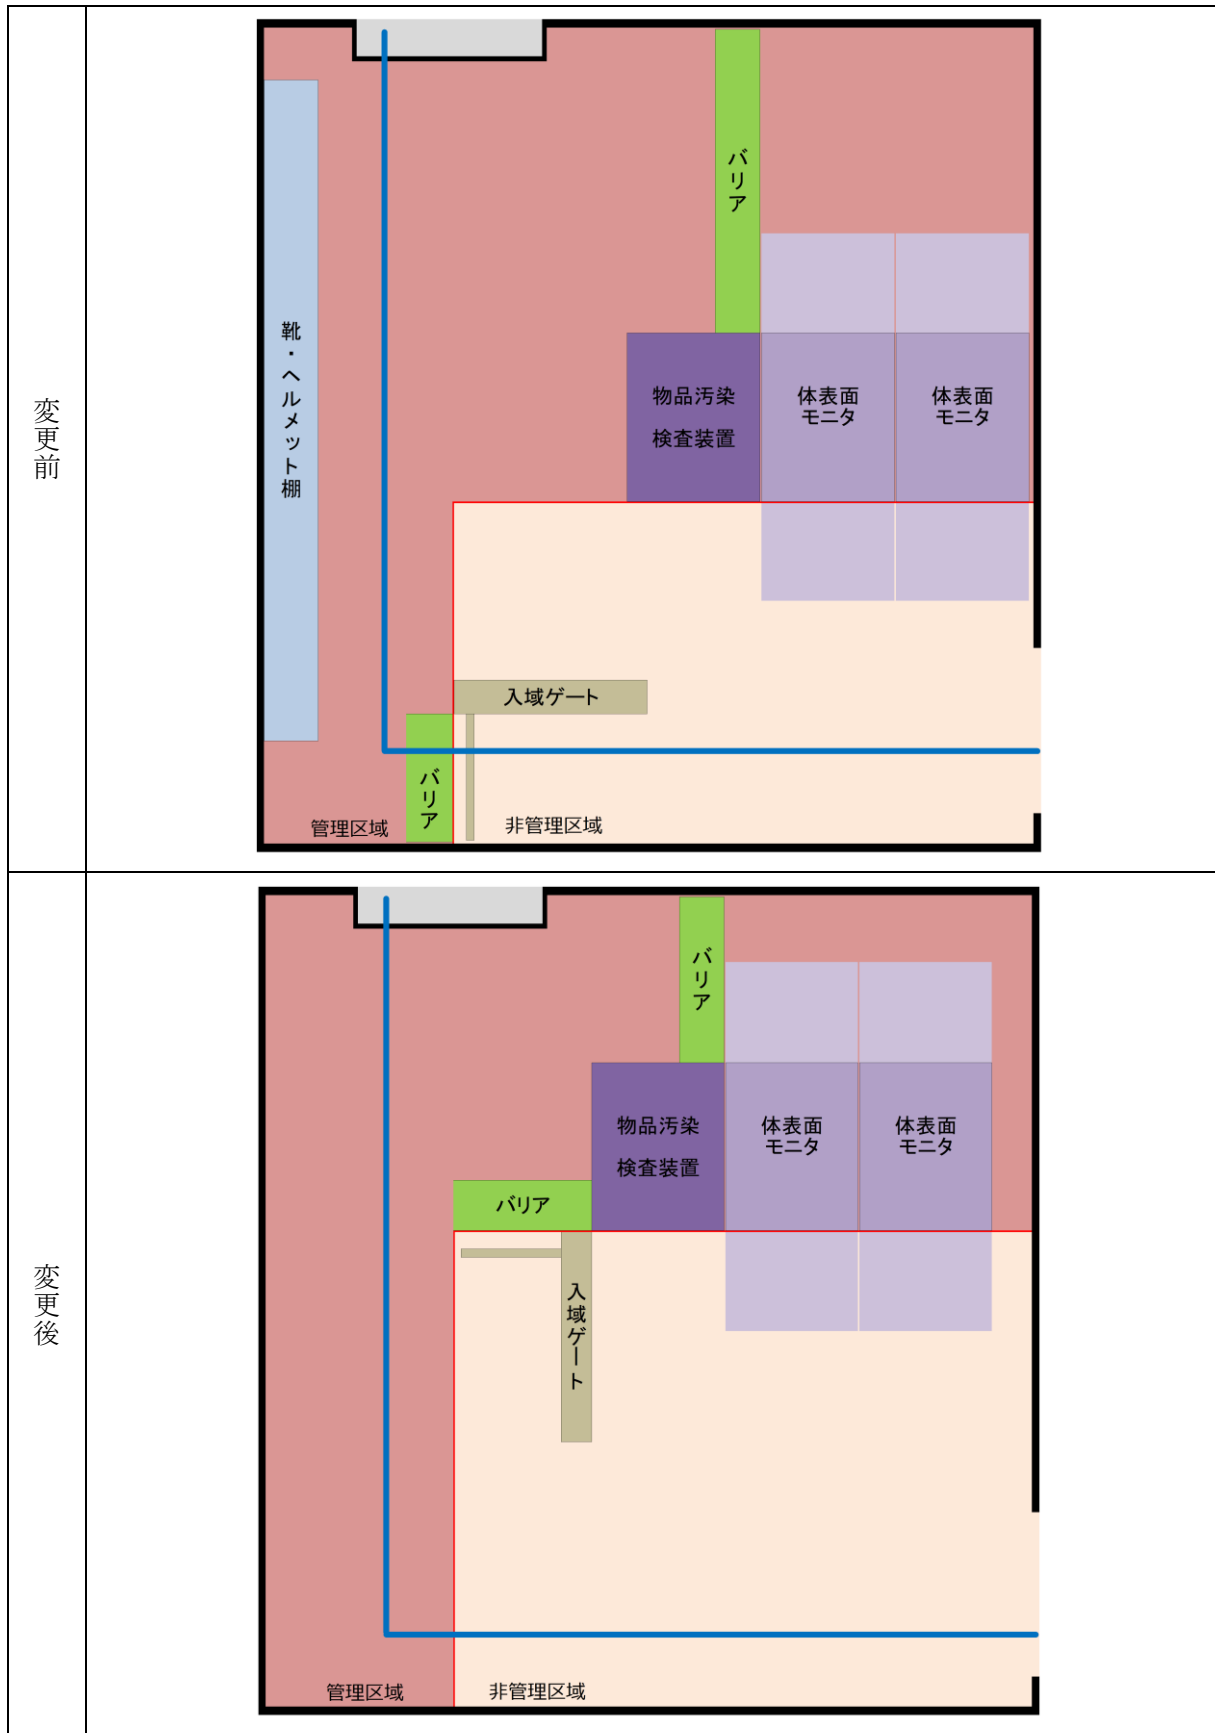 変更前
バリア
靴・ヘルメット棚
物品汚染
検査装置
体表面
モニタ
体表面
モニタ
入域ゲート
バリア
管理区域
非管理区域
変更後
バリア
物品汚染
検査装置
体表面
モニタ
体表面
モニタ
バリア
入域ゲート
管理区域
非管理区域